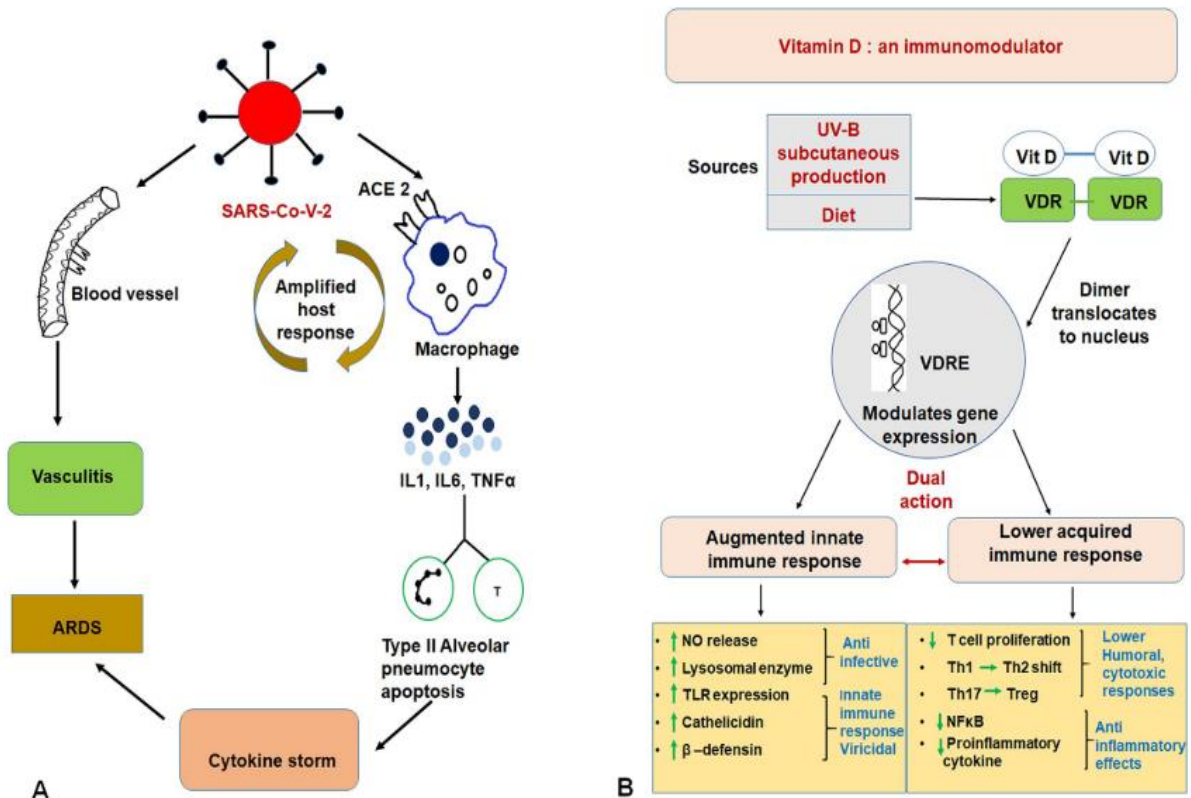 SARS-Co-V-2
ACE 2
Blood vessel
Amplified
host
response
Macrophage
IL1, IL6, TNFα
T
Vasculitis
ARDS
Type II Alveolar
pneumocyte
apoptosis
Cytokine storm
A
Vitamin D : an immunomodulator
Sources
UV-B
subcutaneous
production
Diet
Vit D
Vit D
VDR
VDR
Dimer
translocates
to nucleus
VDRE
Modulates gene
expression
Dual
action
Augmented innate
immune response
Lower acquired
immune response
• ↑ NO release
• ↑ Lysosomal enzyme
Anti
infective
• ↑ TLR expression
• ↑ Cathelicidin
• ↑ β –defensin
innate
immune
response
Viricidal
• ↓ T cell proliferation
• Th1 → Th2 shift
• Th17 → Treg
Lower
Humoral,
cytotoxic
responses
• ↓ NFκB
• ↓ Proinflammatory
cytokine
Anti
inflammatory
effects
B